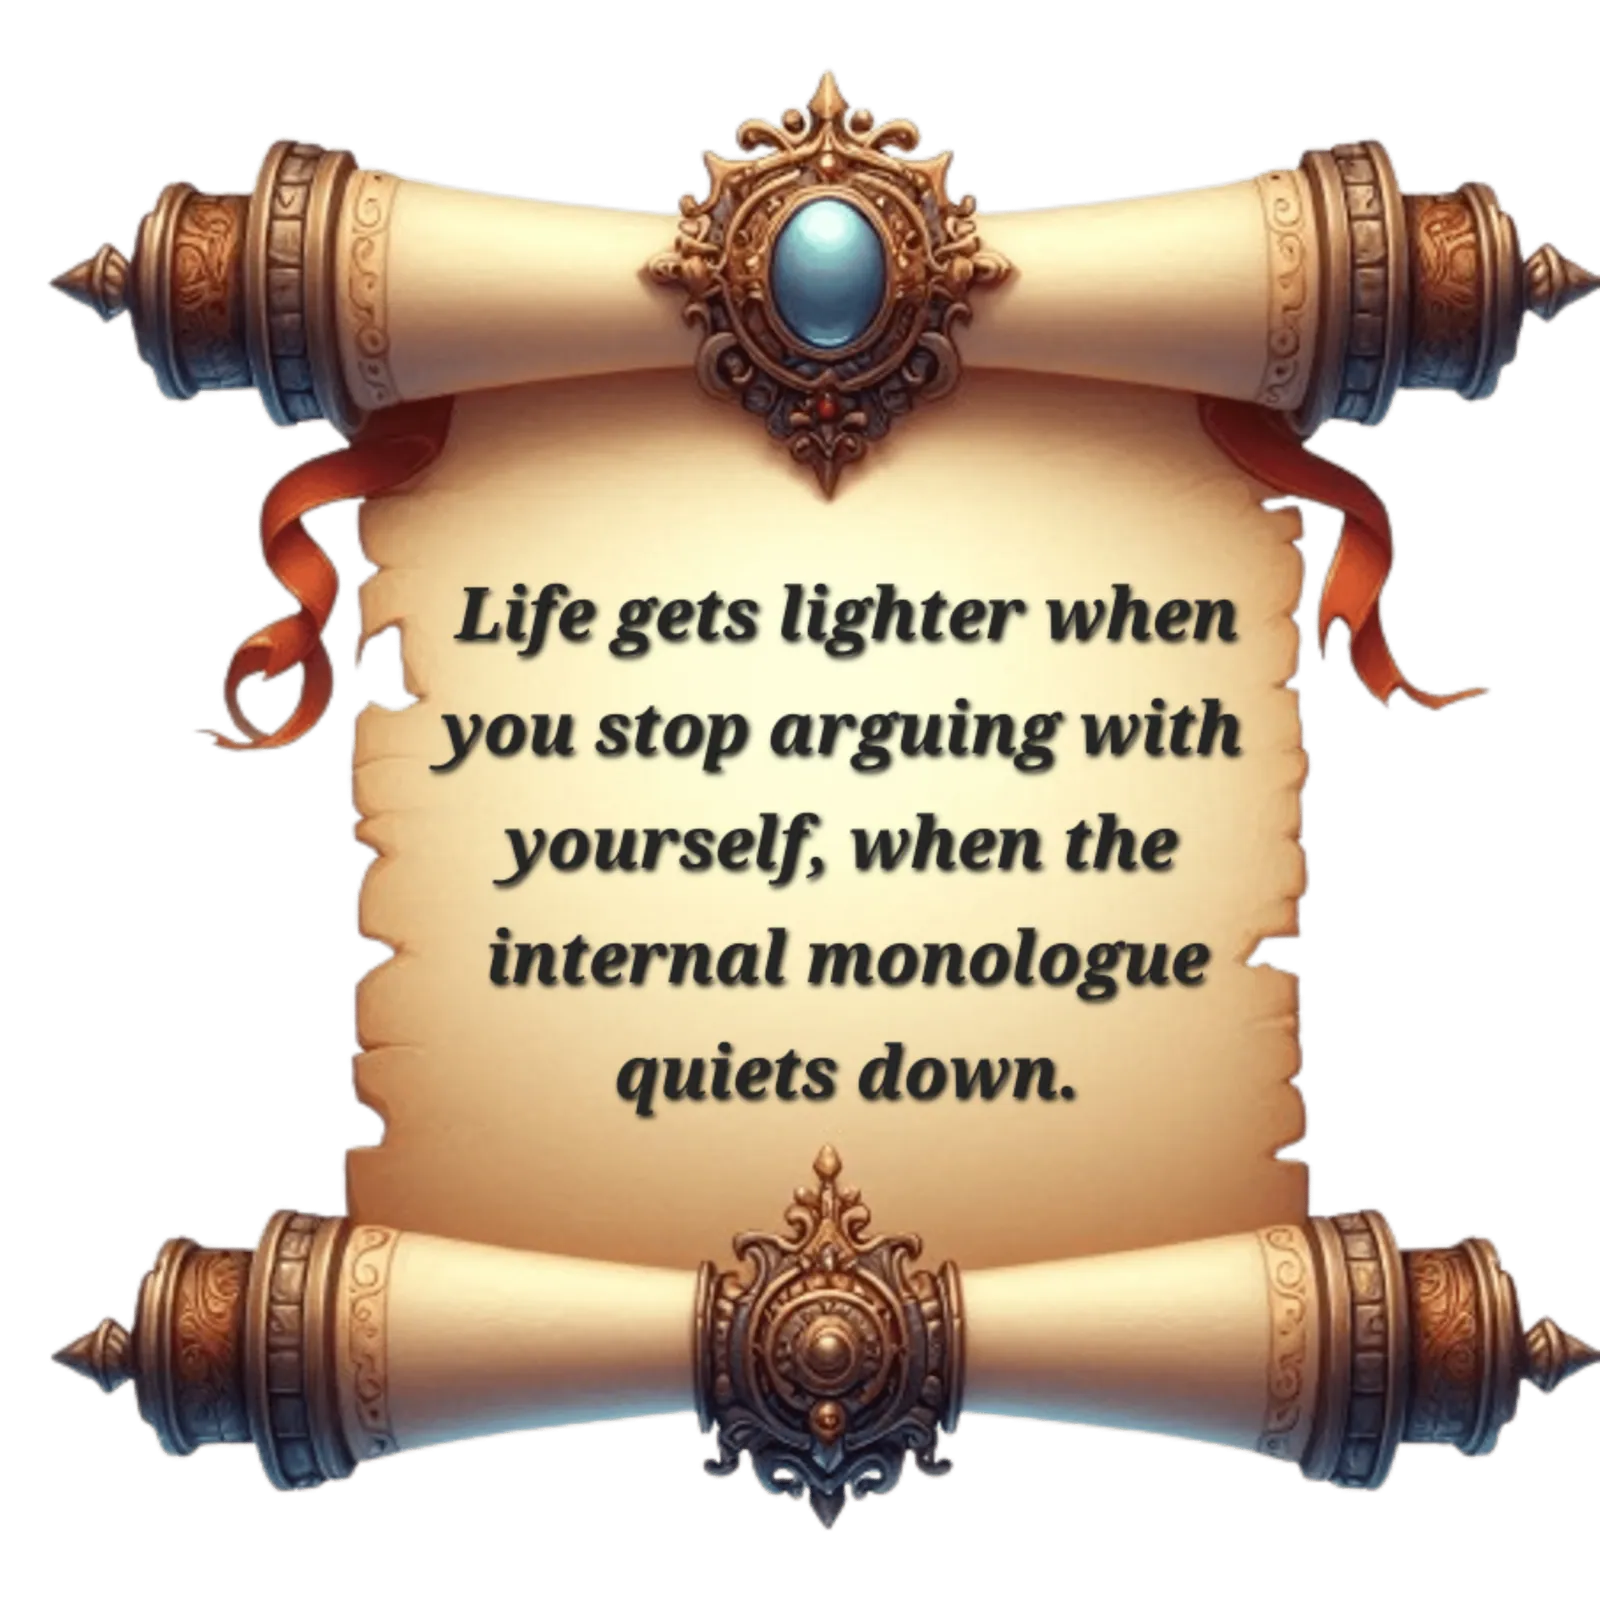 Life gets lighter when
you stop arguing with
yourself, when the
internal monologue
quiets down.